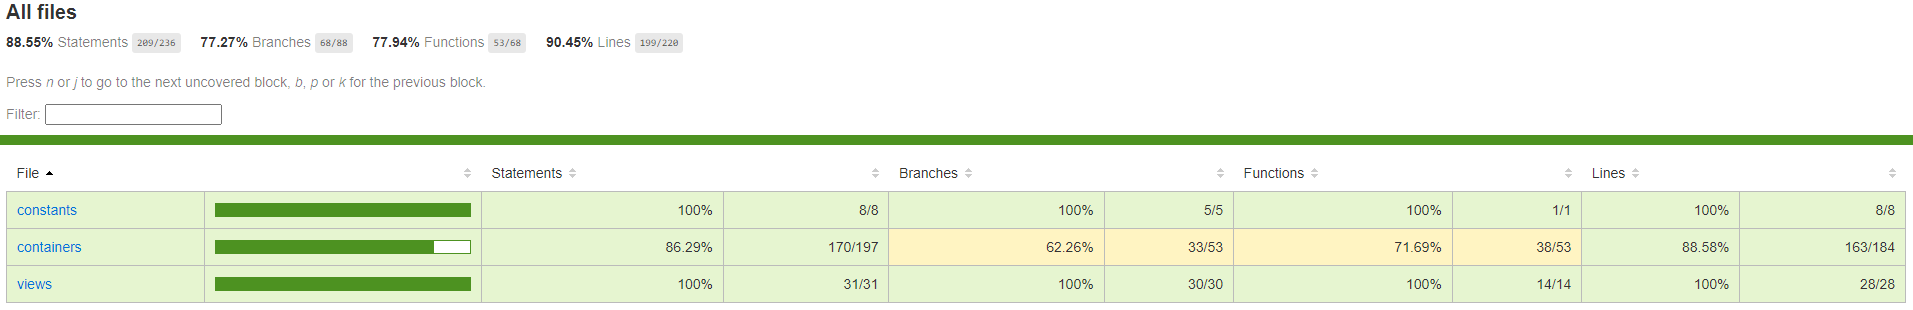 All files
88.55% Statements 209/236 77.27% Branches 68/88 77.94% Functions 53/68 90.45% Lines 199/220
Press n or j to go to the next uncovered block, b, p or k for the previous block.
Filter:
File Statements Branches Functions Lines
constants 100% 8/8 100% 5/5 100% 1/1 100% 8/8
containers 86.29% 170/197 62.26% 33/53 71.69% 38/53 88.58% 163/184
views 100% 31/31 100% 30/30 100% 14/14 100% 28/28